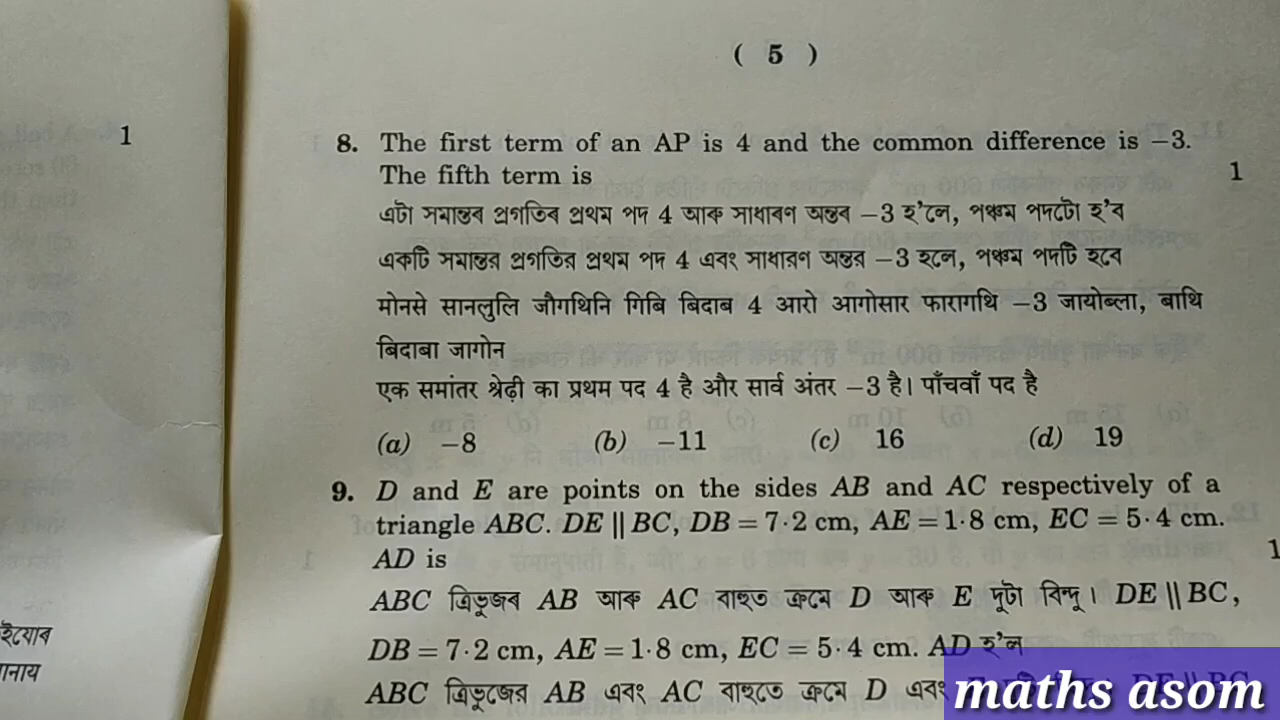 ( 5 )
1
8. The first term of an AP is 4 and the common difference is −3.
The fifth term is 1
এটা সমান্তৰ প্ৰগতিৰ প্ৰথম পদ 4 আৰু সাধাৰণ অন্তৰ −3 হ'লে, পঞ্চম পদটো হ'ব
একটি সমান্তর প্রগতির প্রথম পদ 4 এবং সাধারণ অন্তর −3 হলে, পঞ্চম পদটি হবে
मोनसे सानलुलि जौगथिनि गिबि बिदाब 4 आरो आगोसार फारागथि −3 जायोब्ला, बाथि
बिदाबा जागोन
एक समांतर श्रेढ़ी का प्रथम पद 4 है और सार्व अंतर −3 है। पाँचवाँ पद है
(a) −8 (b) −11 (c) 16 (d) 19
9. D and E are points on the sides AB and AC respectively of a
triangle ABC. DE || BC, DB = 7·2 cm, AE = 1·8 cm, EC = 5·4 cm.
AD is 1
ABC ত্ৰিভূজৰ AB আৰু AC বাহুত ক্ৰমে D আৰু E দুটা বিন্দু। DE || BC,
DB = 7·2 cm, AE = 1·8 cm, EC = 5·4 cm. AD হ'ল
ABC ত্রিভূজের AB এবং AC বাহুতে ক্রমে D এবং
maths asom